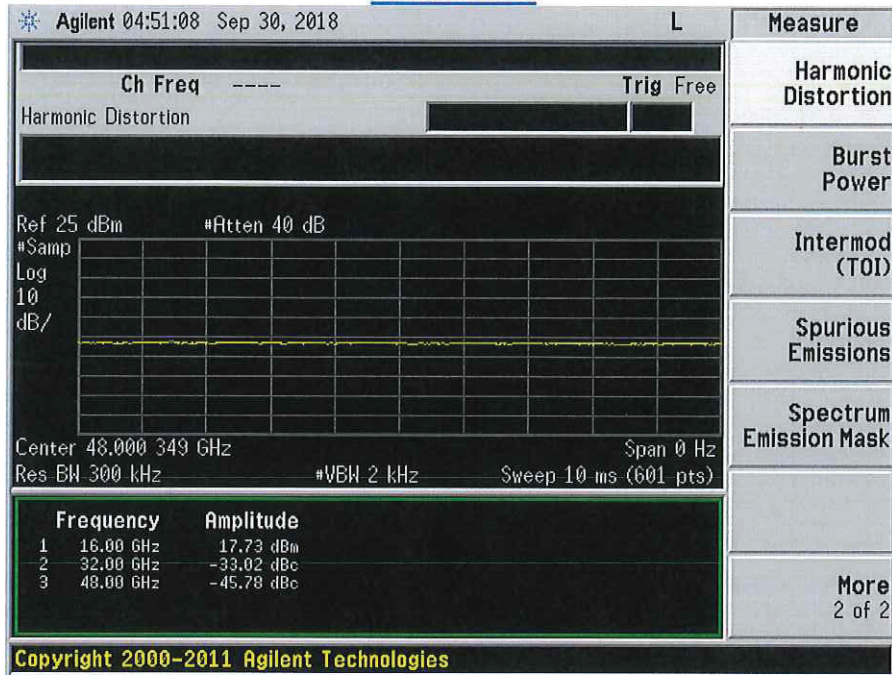 Agilent 04:51:08 Sep 30, 2018 L
Measure
Ch Freq ---- Trig Free
Harmonic Distortion
Harmonic
Distortion
Burst
Power
Intermod
(TOI)
Spurious
Emissions
Spectrum
Emission Mask
More
2 of 2
Ref 25 dBm #Atten 40 dB
#Samp
Log
10
dB/
Center 48.000 349 GHz Span 0 Hz
Res BW 300 kHz #VBW 2 kHz Sweep 10 ms (601 pts)
Frequency Amplitude
1 16.00 GHz 17.73 dBm
2 32.00 GHz -33.02 dBc
3 48.00 GHz -45.78 dBc
Copyright 2000-2011 Agilent Technologies